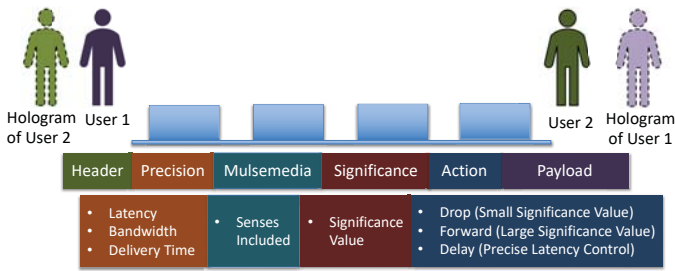 Hologram
of User 2
User 1
User 2
Hologram
of User 1
Header
Precision
Mulsemedia
Significance
Action
Payload
• Latency
• Bandwidth
• Delivery Time
• Senses
Included
• Significance
Value
• Drop (Small Significance Value)
• Forward (Large Significance Value)
• Delay (Precise Latency Control)